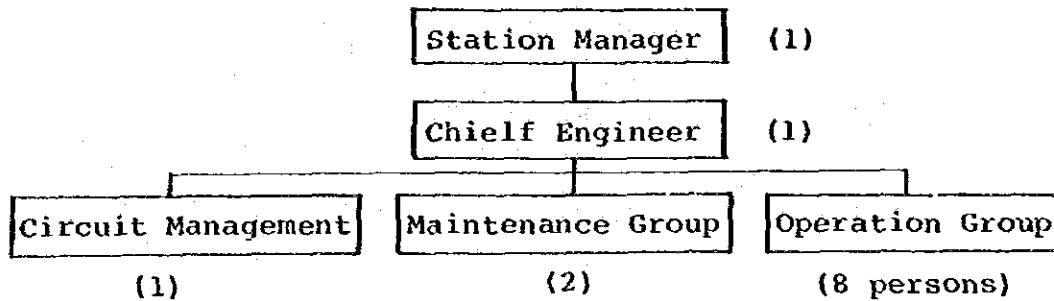 Station Manager (1)
Chielf Engineer (1)
Circuit Management Maintenance Group Operation Group
(1) (2) (8 persons)